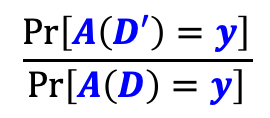 Pr[A(D′) = y]
Pr[A(D) = y]